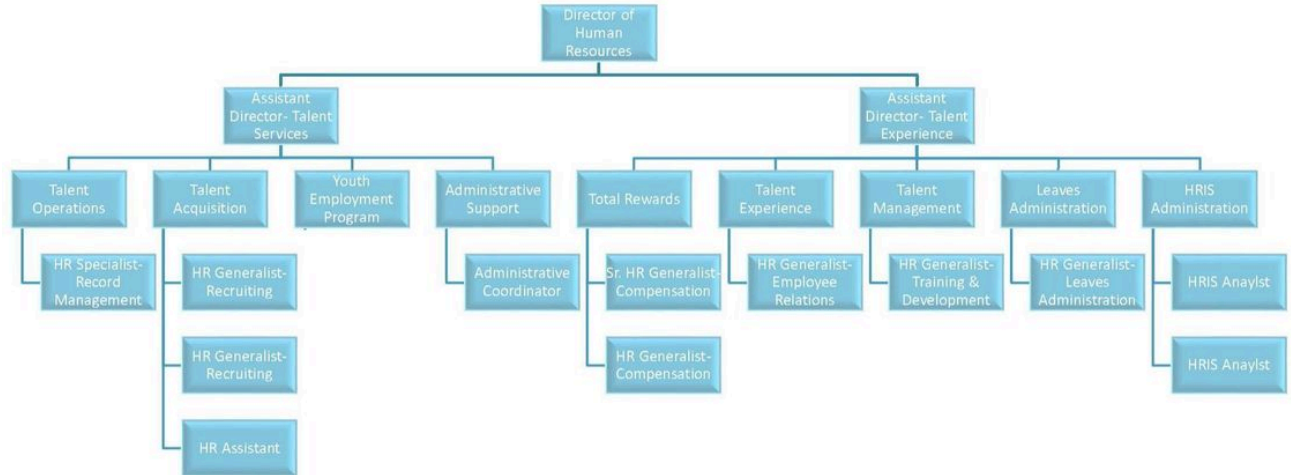 Director of
Human
Resources
Assistant
Director- Talent
Services
Assistant
Director- Talent
Experience
Talent
Operations
Talent
Acquisition
Youth
Employment
Program
Administrative
Support
Total Rewards
Talent
Experience
Talent
Management
Leaves
Administration
HRIS
Administration
HR Specialist-
Record
Management
HR Generalist-
Recruiting
Administrative
Coordinator
Sr. HR Generalist-
Compensation
HR Generalist-
Employee
Relations
HR Generalist-
Training &
Development
HR Generalist-
Leaves
Administration
HRIS Anaylst
HR Generalist-
Recruiting
HR Generalist-
Compensation
HRIS Anaylst
HR Assistant